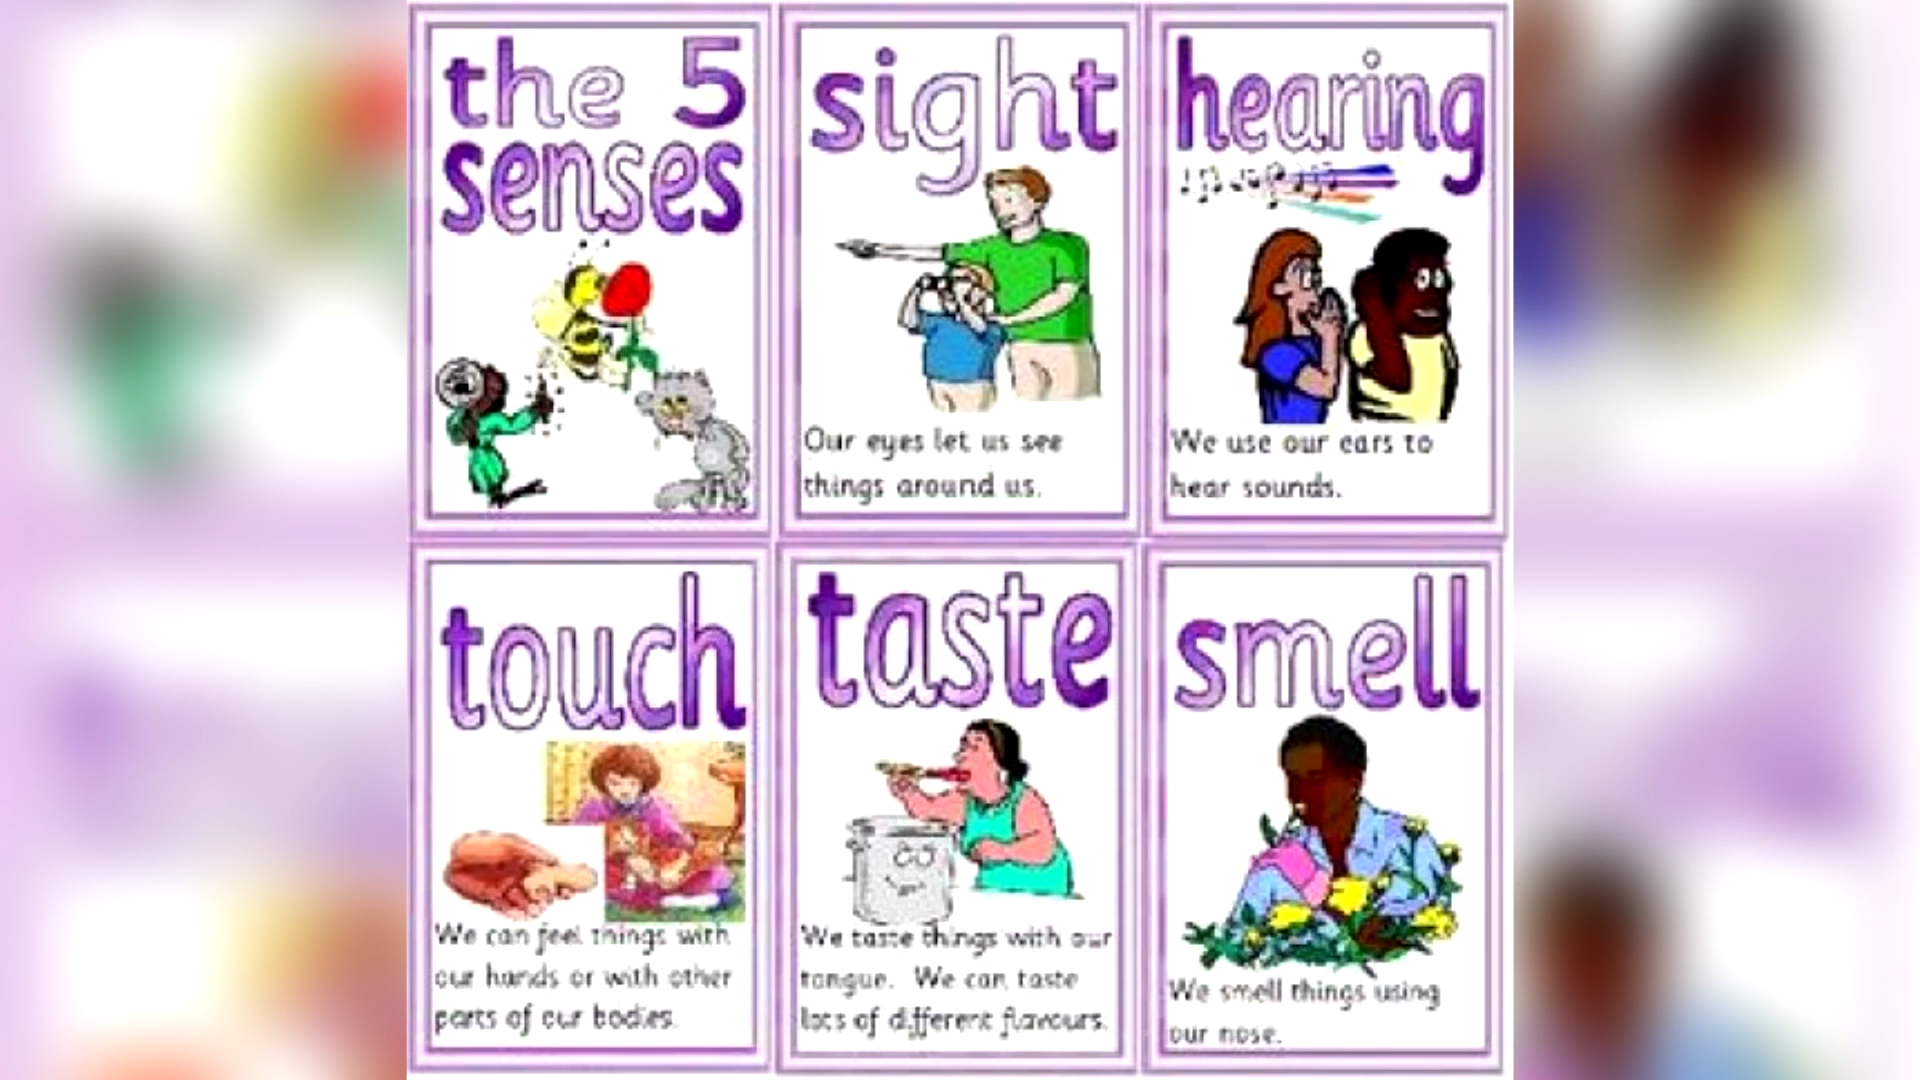 the 5
senses
sight
Our eyes let us see
things around us.
hearing
We use our ears to
hear sounds.
touch
We can feel things with
our hands or with other
parts of our bodies.
taste
We taste things with our
tongue. We can taste
lots of different flavours.
smell
We smell things using
our nose.